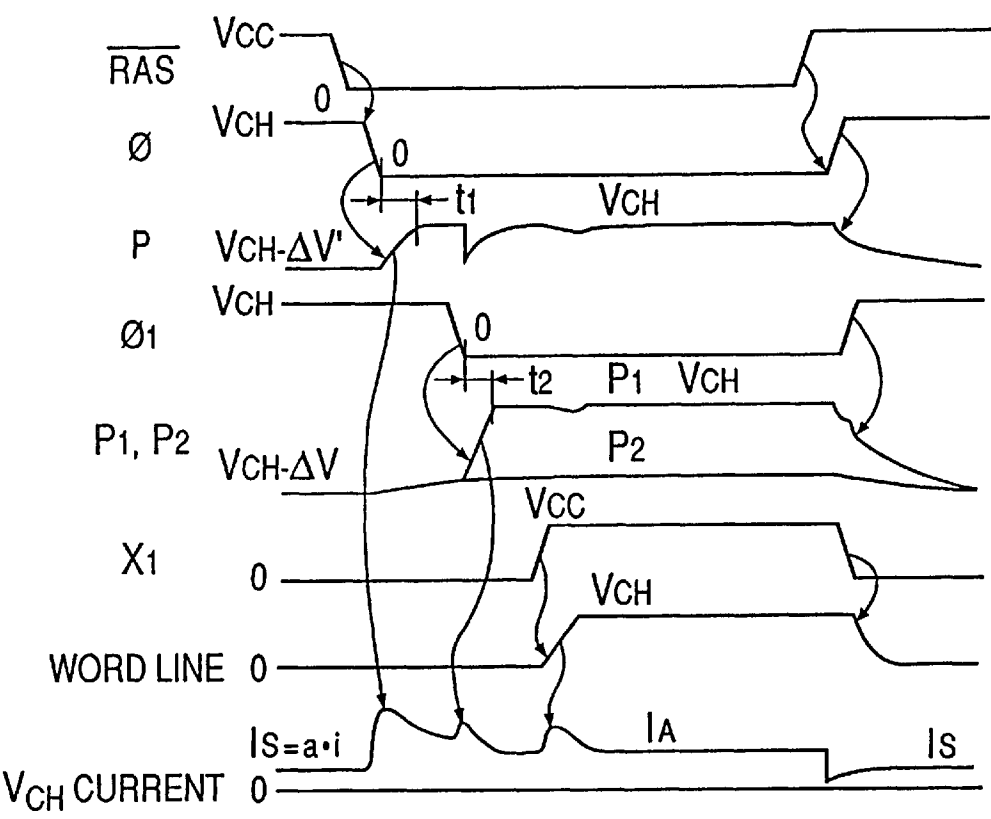 VCC
RAS
0
VCH
Ø
0
t1
VCH
P
VCH-ΔV'
VCH
Ø1
0
t2
P1 VCH
P1, P2
P2
VCH-ΔV
VCC
X1
0
VCH
WORD LINE 0
IS=a•i
IA
IS
VCH CURRENT 0